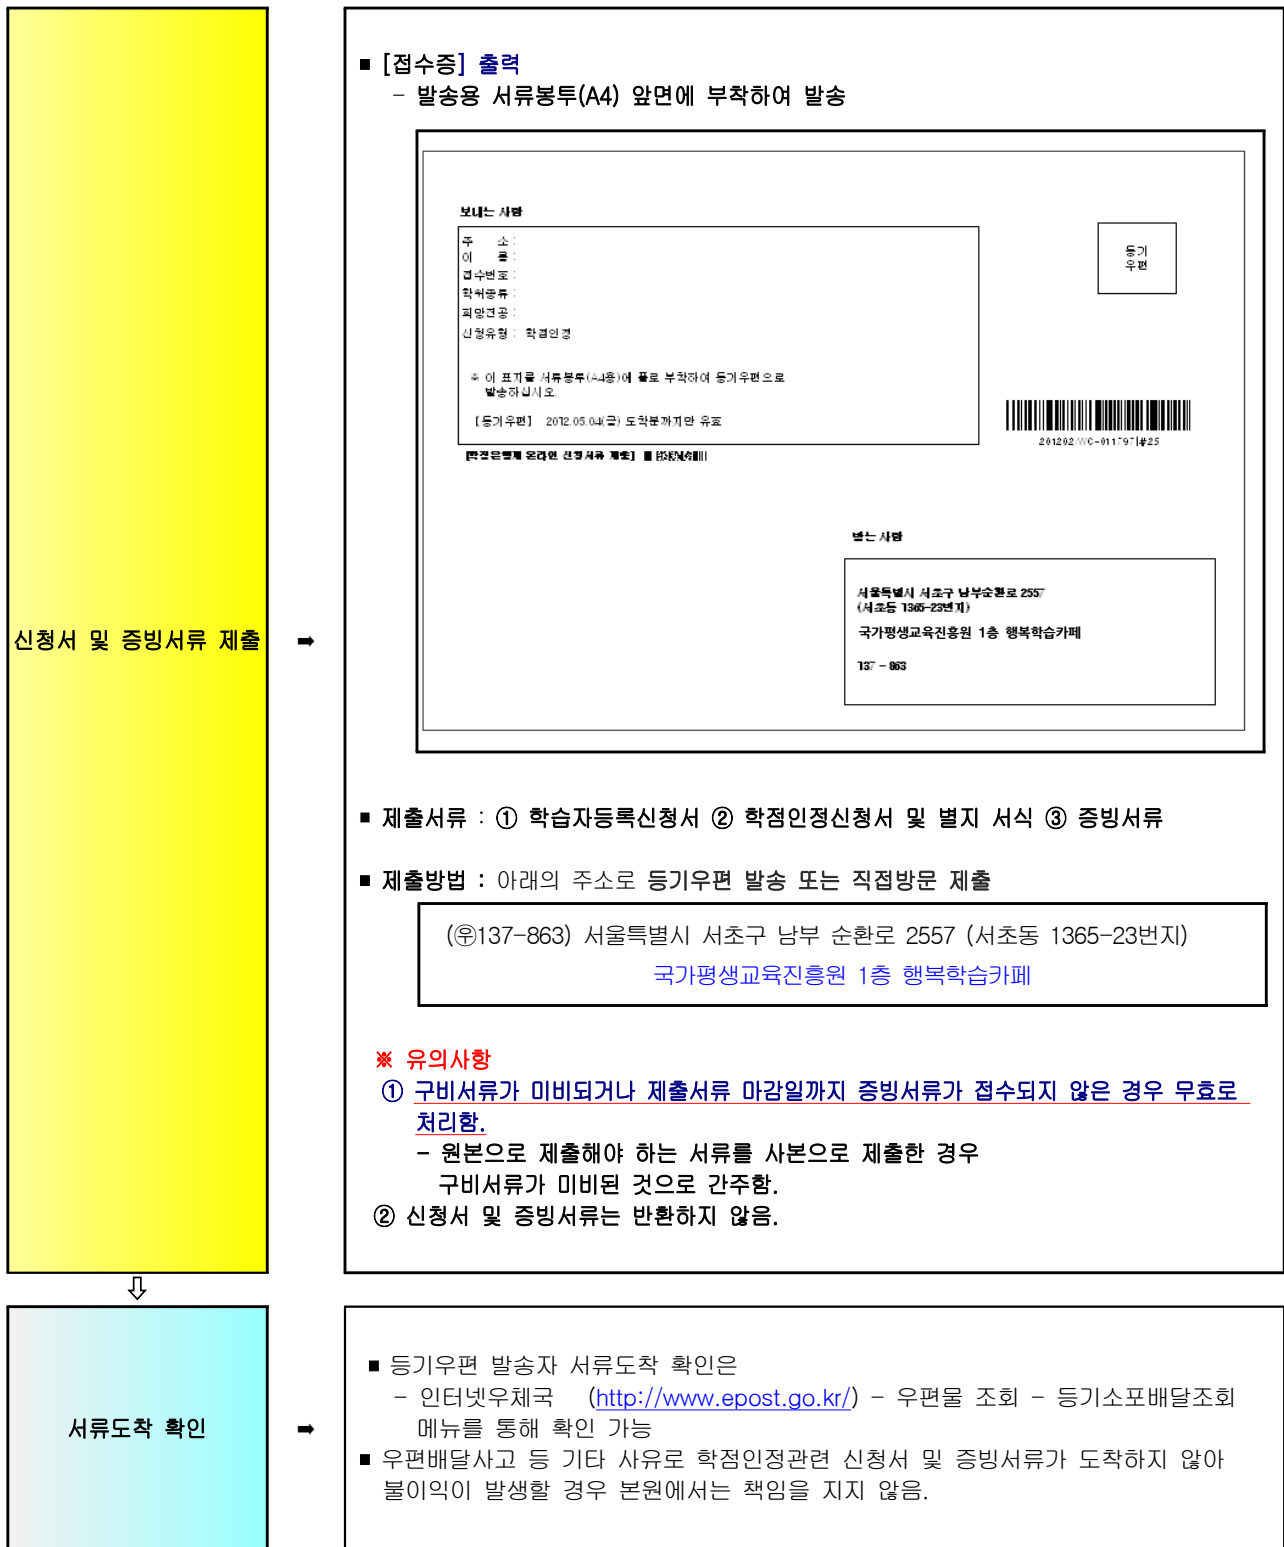 신청서 및 증빙서류 제출
➡
■ [접수증] 출력
- 발송용 서류봉투(A4) 앞면에 부착하여 발송
보내는 사람
주 소 :
이 름 :
접수번호 :
학위종류 :
희망전공 :
신청유형 : 학점인정
※ 이 표지를 서류봉투(A4용)에 풀로 부착하여 등기우편으로
발송하십시오.
[등기우편] 2012.05.04(금) 도착분까지만 유효
[학점은행제 온라인 신청서류 제출]
등기
우편
201202/WC-011797|#25
받는 사람
서울특별시 서초구 남부순환로 2557
(서초동 1365-23번지)
국가평생교육진흥원 1층 행복학습카페
137 - 863
■ 제출서류 : ① 학습자등록신청서 ② 학점인정신청서 및 별지 서식 ③ 증빙서류
■ 제출방법 : 아래의 주소로 등기우편 발송 또는 직접방문 제출
(㉾137-863) 서울특별시 서초구 남부 순환로 2557 (서초동 1365-23번지)
국가평생교육진흥원 1층 행복학습카페
※ 유의사항
① 구비서류가 미비되거나 제출서류 마감일까지 증빙서류가 접수되지 않은 경우 무효로
처리함.
- 원본으로 제출해야 하는 서류를 사본으로 제출한 경우
구비서류가 미비된 것으로 간주함.
② 신청서 및 증빙서류는 반환하지 않음.
⇩
서류도착 확인
➡
■ 등기우편 발송자 서류도착 확인은
- 인터넷우체국 (http://www.epost.go.kr/) - 우편물 조회 - 등기소포배달조회
메뉴를 통해 확인 가능
■ 우편배달사고 등 기타 사유로 학점인정관련 신청서 및 증빙서류가 도착하지 않아
불이익이 발생할 경우 본원에서는 책임을 지지 않음.